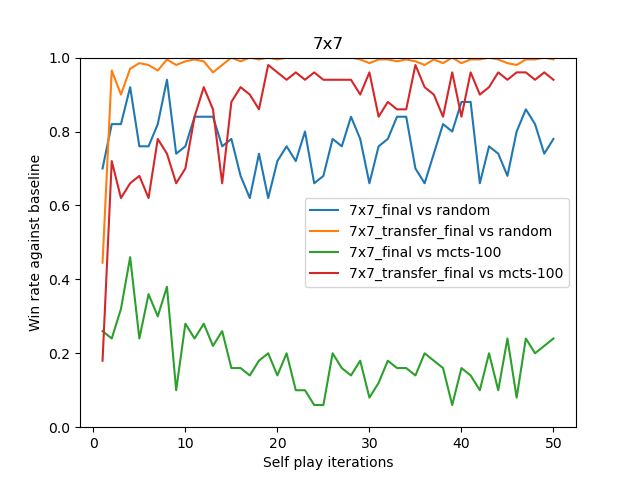 7x7
1.0
0.8
0.6
0.4
0.2
0.0
Win rate against baseline
7x7_final vs random
7x7_transfer_final vs random
7x7_final vs mcts-100
7x7_transfer_final vs mcts-100
0 10 20 30 40 50
Self play iterations